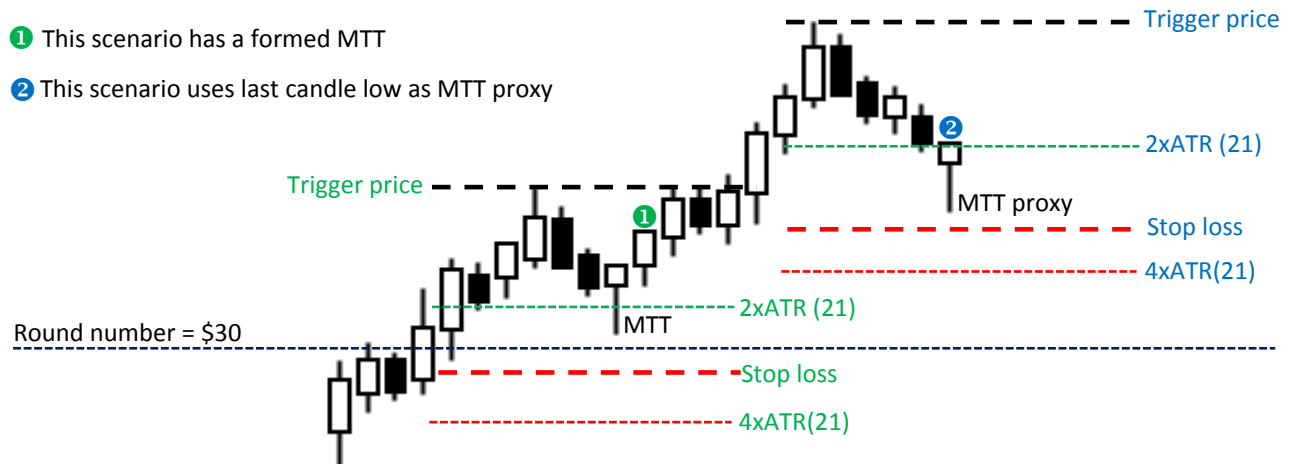 ❶ This scenario has a formed MTT
❷ This scenario uses last candle low as MTT proxy
Trigger price
❷
2xATR (21)
Trigger price
❶
MTT proxy
Stop loss
4xATR(21)
2xATR (21)
MTT
Round number = $30
Stop loss
4xATR(21)